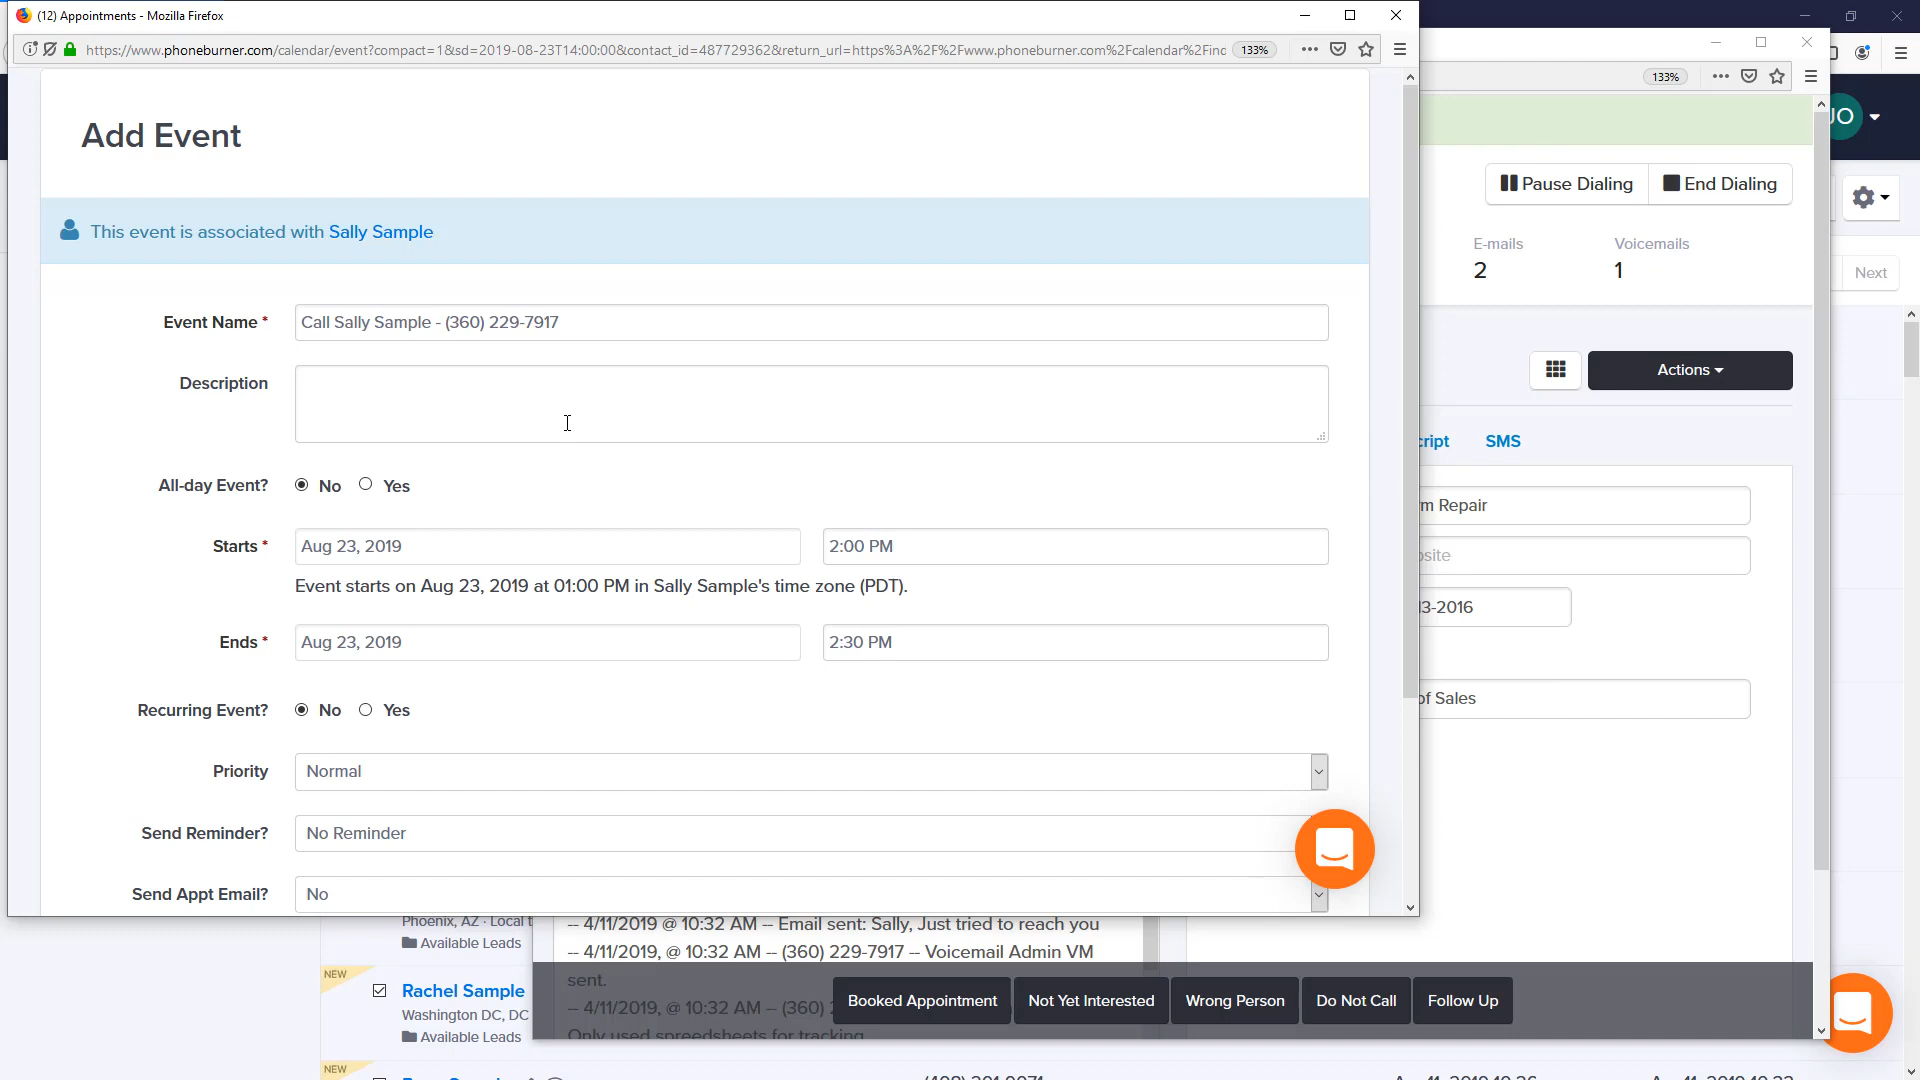 (12) Appointments - Mozilla Firefox
https://www.phoneburner.com/calendar/event?compact=1&sd=2019-08-23T14:00:00&contact_id=487729362&return_url=https%3A%2F%2Fwww.phoneburner.com%2Fcalendar%2Finc
133%
133%
JO
Add Event
Pause Dialing
End Dialing
This event is associated with Sally Sample
E-mails
Voicemails
2
1
Next
Event Name *
Call Sally Sample - (360) 229-7917
Description
Actions
cript
SMS
All-day Event?
No
Yes
m Repair
Starts *
Aug 23, 2019
2:00 PM
site
Event starts on Aug 23, 2019 at 01:00 PM in Sally Sample's time zone (PDT).
3-2016
Ends *
Aug 23, 2019
2:30 PM
Recurring Event?
No
Yes
of Sales
Priority
Normal
Send Reminder?
No Reminder
Send Appt Email?
No
Phoenix, AZ · Local t
Available Leads
-- 4/11/2019 @ 10:32 AM -- Email sent: Sally, Just tried to reach you
-- 4/11/2019, @ 10:32 AM -- (360) 229-7917 -- Voicemail Admin VM
sent.
-- 4/11/2019 @ 10:32 AM -- (360) 2
Only used spreedsheets for tracking
NEW
Rachel Sample
Washington DC, DC
Available Leads
Booked Appointment
Not Yet Interested
Wrong Person
Do Not Call
Follow Up
NEW